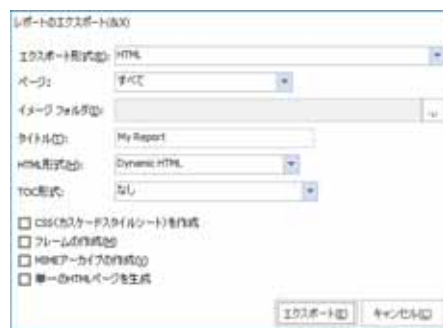 レポートのエクスポート(&X)
エクスポート形式(E): HTML
ページ: すべて
イメージ フォルダ(I): ...
タイトル(T): My Report
HTML形式(H): Dynamic HTML
TOC形式: なし
CSS(カスケードスタイルシート)を作成
フレームの作成(M)
MIMEアーカイブの作成(V)
単一のHTMLページを生成
エクスポート(E) キャンセル(C)